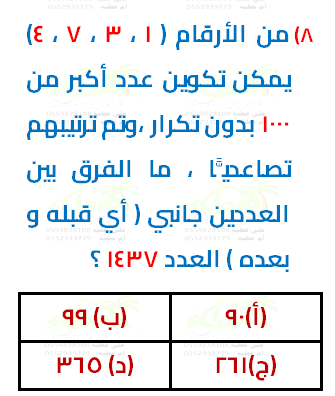 ٨) من الأرقام ( ١ ، ٣ ، ٧ ، ٤)
يمكن تكوين عدد أكبر من
١٠٠٠ بدون تكرار ،وتم ترتيبهم
تصاعديًا ، ما الفرق بين
العددين جانبي ( أي قبله و
بعده ) العدد ١٤٣٧ ؟
(أ) ٩٠ (ب) ٩٩
(ج) ٢٦١ (د) ٣٦٥